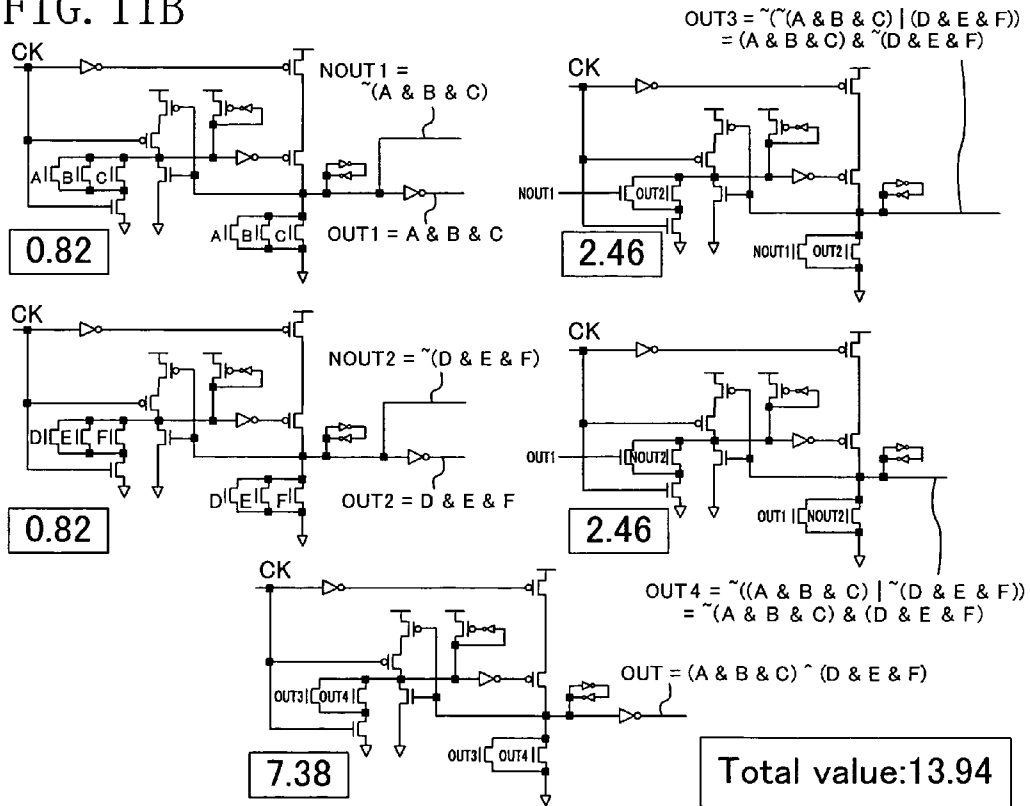 FIG. 11B
CK
NOUT1 =
~(A & B & C)
A
B
C
A
B
C
OUT1 = A & B & C
0.82
OUT3 = ~(~(A & B & C) | (D & E & F))
= (A & B & C) & ~(D & E & F)
CK
NOUT1
OUT2
NOUT1
OUT2
2.46
CK
NOUT2 = ~(D & E & F)
D
E
F
D
E
F
OUT2 = D & E & F
0.82
CK
OUT1
NOUT2
OUT1
NOUT2
2.46
OUT4 = ~((A & B & C) | ~(D & E & F))
= ~(A & B & C) & (D & E & F)
CK
OUT3
OUT4
OUT = (A & B & C) ^ (D & E & F)
OUT3
OUT4
7.38
Total value:13.94